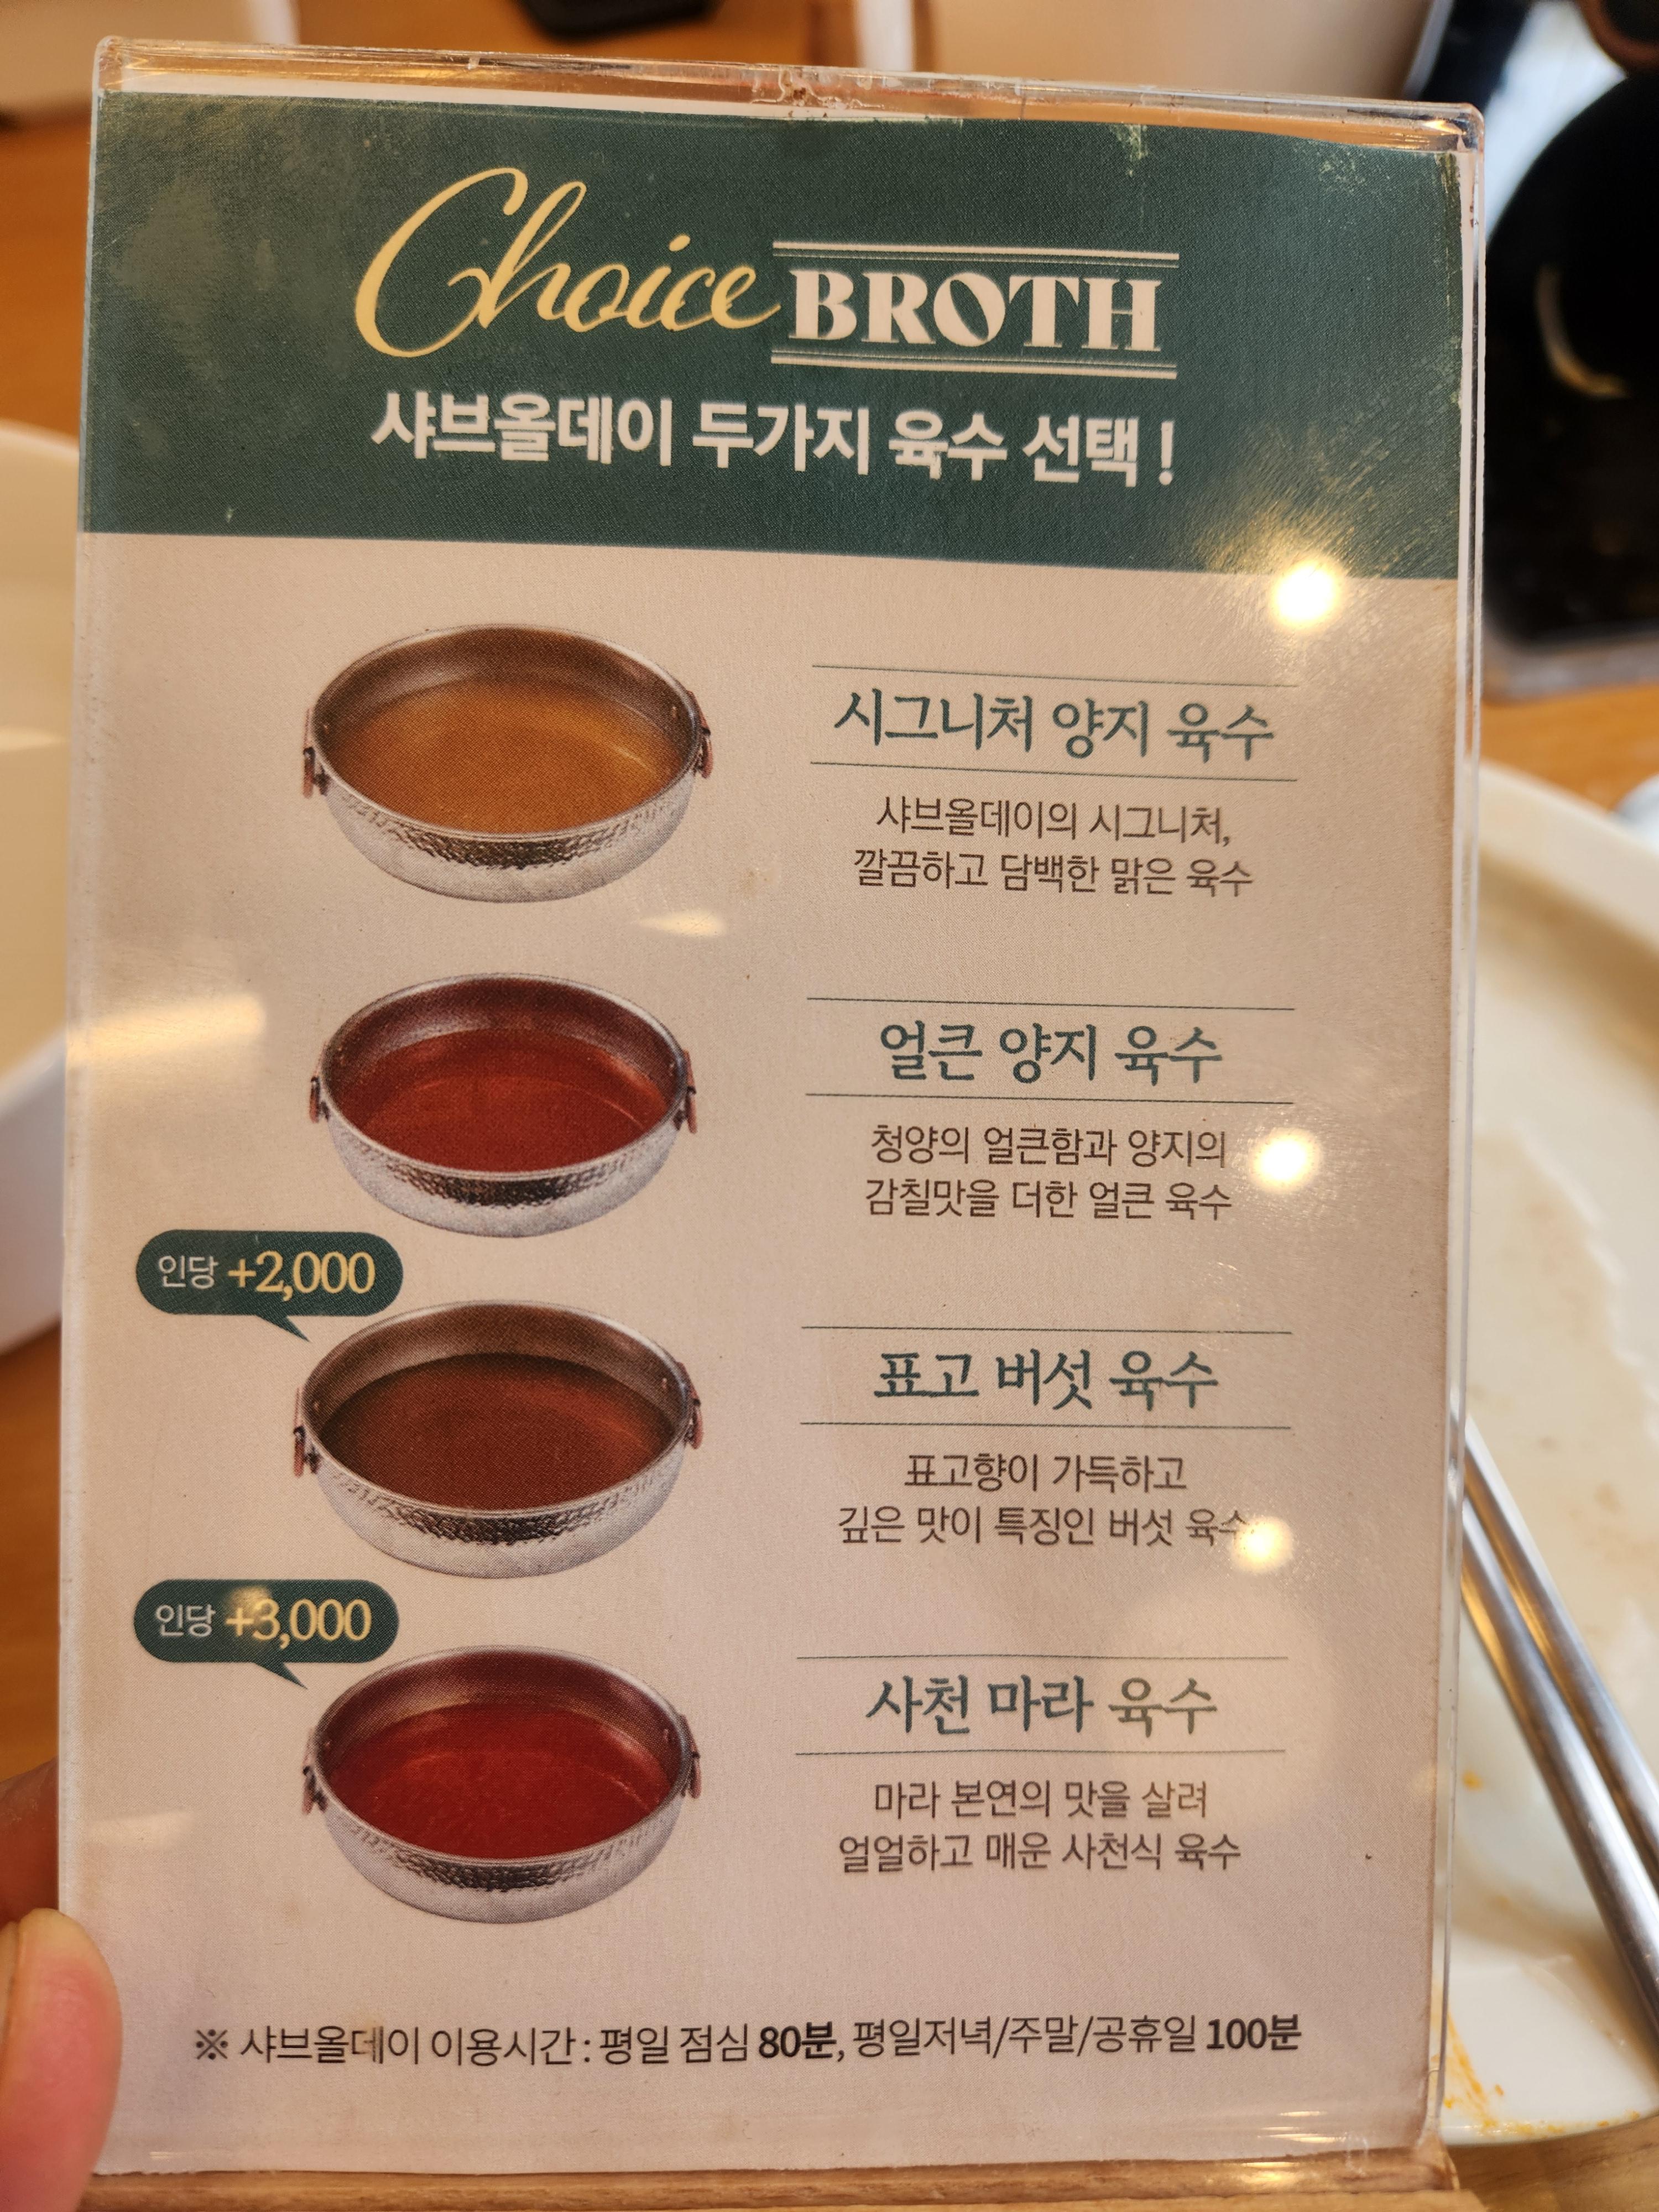 Choice BROTH
샤브올데이 두가지 육수 선택!
시그니처 양지 육수
샤브올데이의 시그니처,
깔끔하고 담백한 맑은 육수
얼큰 양지 육수
청양의 얼큰함과 양지의
감칠맛을 더한 얼큰 육수
인당 +2,000
표고 버섯 육수
표고향이 가득하고
깊은 맛이 특징인 버섯 육수
인당 +3,000
사천 마라 육수
마라 본연의 맛을 살려
얼얼하고 매운 사천식 육수
※ 샤브올데이 이용시간 : 평일 점심 80분, 평일저녁/주말/공휴일 100분